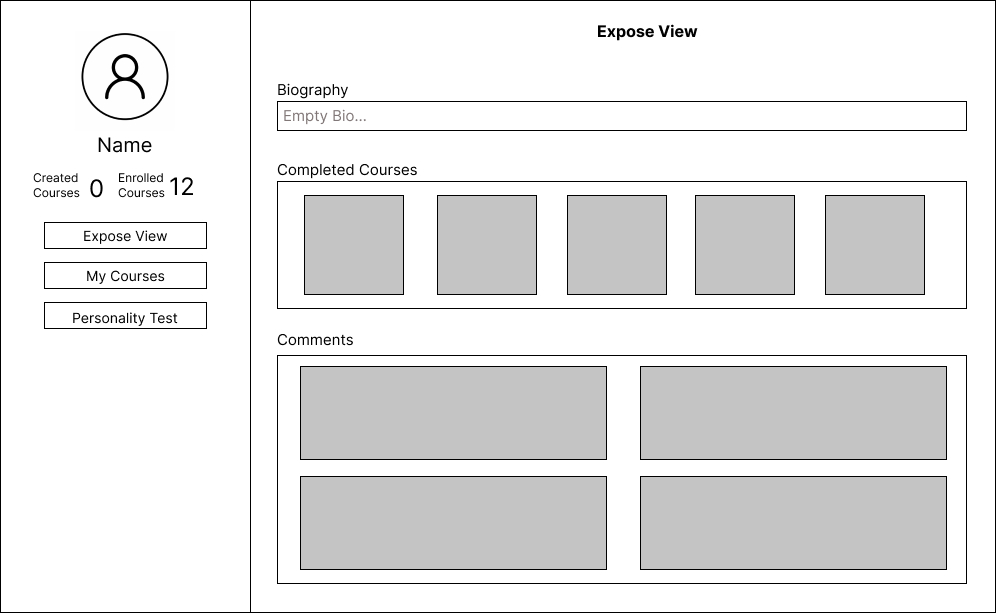 Expose View
Name
Created
Courses
0
Enrolled
Courses
12
Expose View
My Courses
Personality Test
Biography
Empty Bio...
Completed Courses
Comments